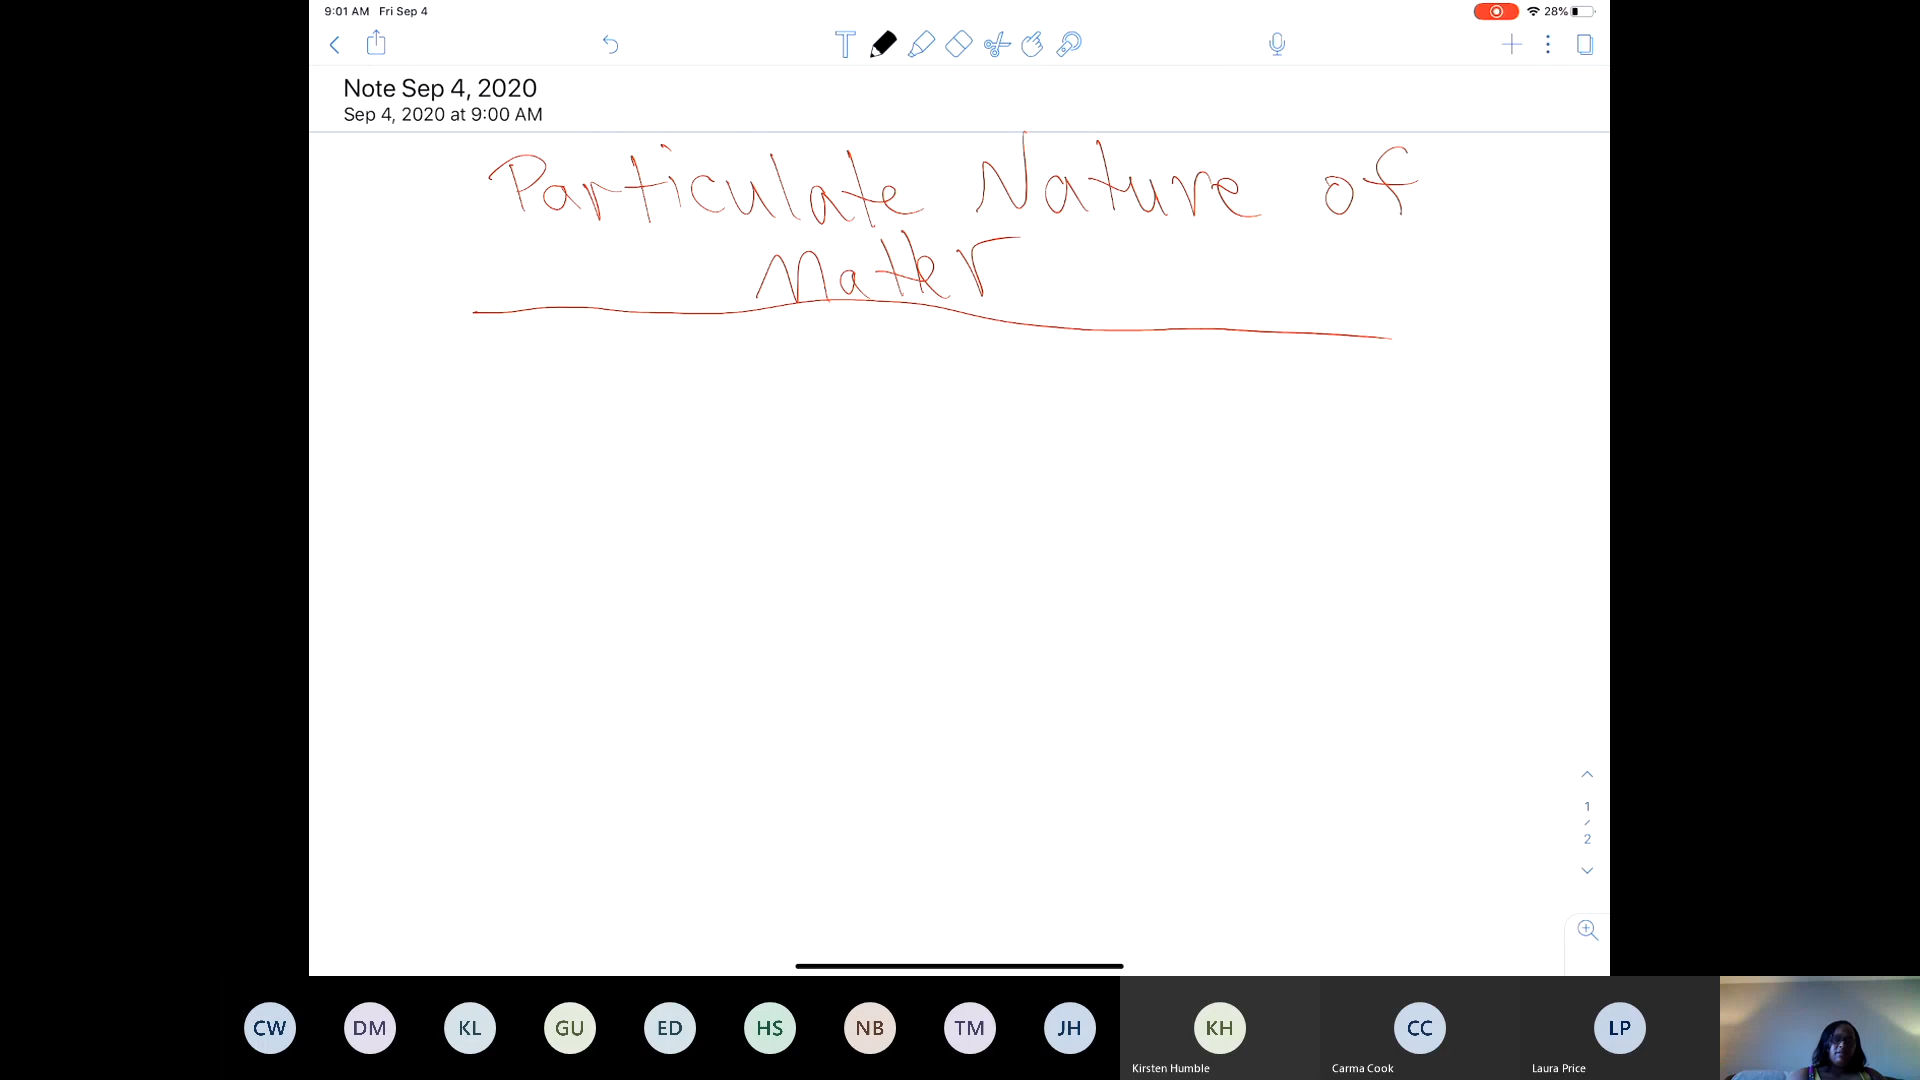 9:01 AM Fri Sep 4
28%
T
Note Sep 4, 2020
Sep 4, 2020 at 9:00 AM
Particulate Nature of
Matter
1
2
CW DM KL GU ED HS NB TM JH KH CC LP
Kirsten Humble Carma Cook Laura Price